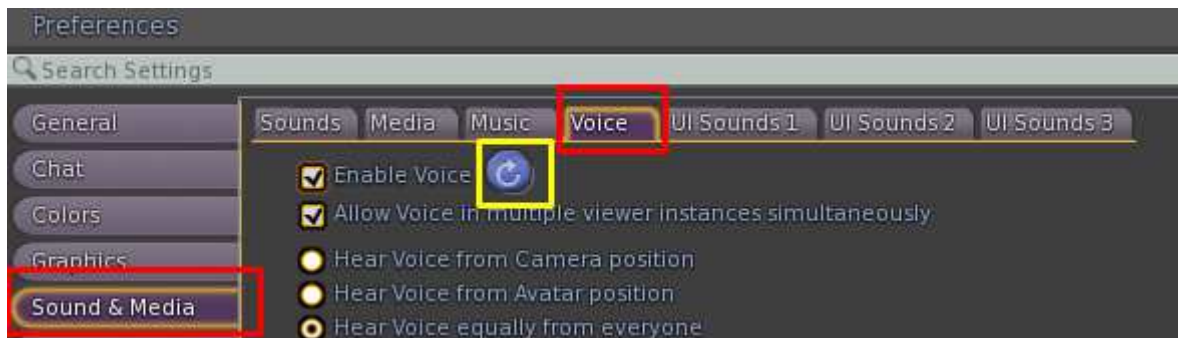 Preferences
Search Settings
General
Chat
Colors
Graphics
Sound & Media
Sounds Media Music Voice UI Sounds 1 UI Sounds 2 UI Sounds 3
Enable Voice
Allow Voice in multiple viewer instances simultaneously
Hear Voice from Camera position
Hear Voice from Avatar position
Hear Voice equally from everyone